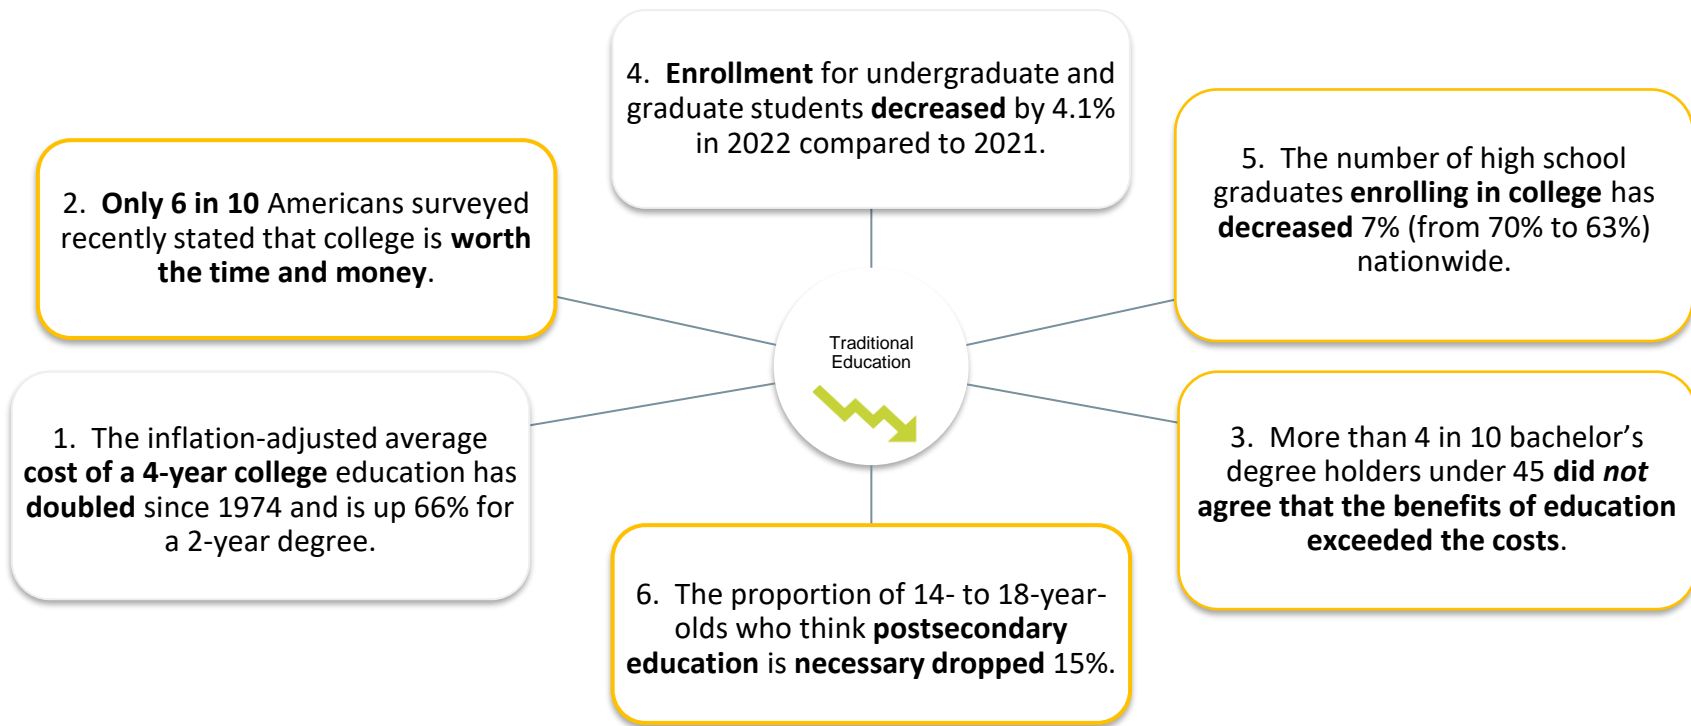 4. Enrollment for undergraduate and
graduate students decreased by 4.1%
in 2022 compared to 2021.
2. Only 6 in 10 Americans surveyed
recently stated that college is worth
the time and money.
5. The number of high school
graduates enrolling in college has
decreased 7% (from 70% to 63%)
nationwide.
Traditional
Education
1. The inflation-adjusted average
cost of a 4-year college education has
doubled since 1974 and is up 66% for
a 2-year degree.
3. More than 4 in 10 bachelor’s
degree holders under 45 did not
agree that the benefits of education
exceeded the costs.
6. The proportion of 14- to 18-year-
olds who think postsecondary
education is necessary dropped 15%.